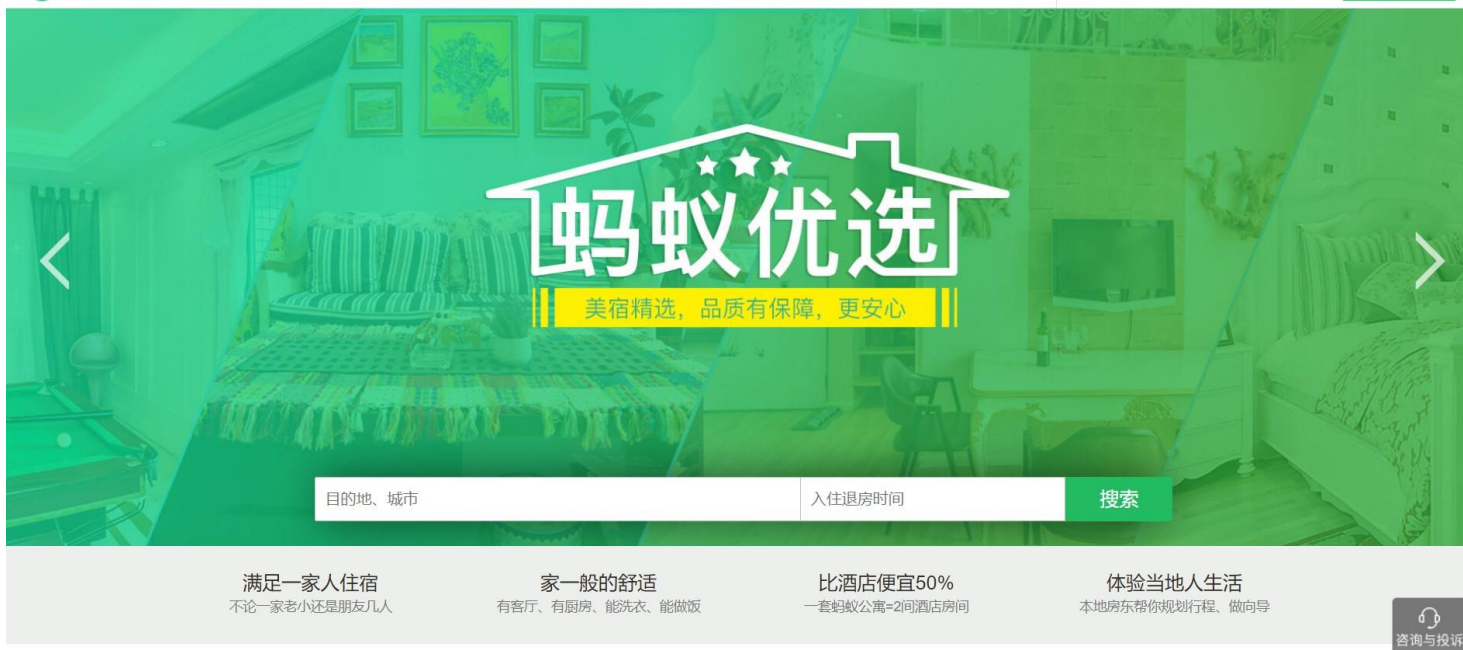 蚂蚁优选
美宿精选，品质有保障，更安心
目的地、城市
入住退房时间
搜索
满足一家人住宿
不论一家老小还是朋友几人
家一般的舒适
有客厅、有厨房、能洗衣、能做饭
比酒店便宜50%
一套蚂蚁公寓=2间酒店房间
体验当地人生活
本地房东帮你规划行程、做向导
咨询与投诉